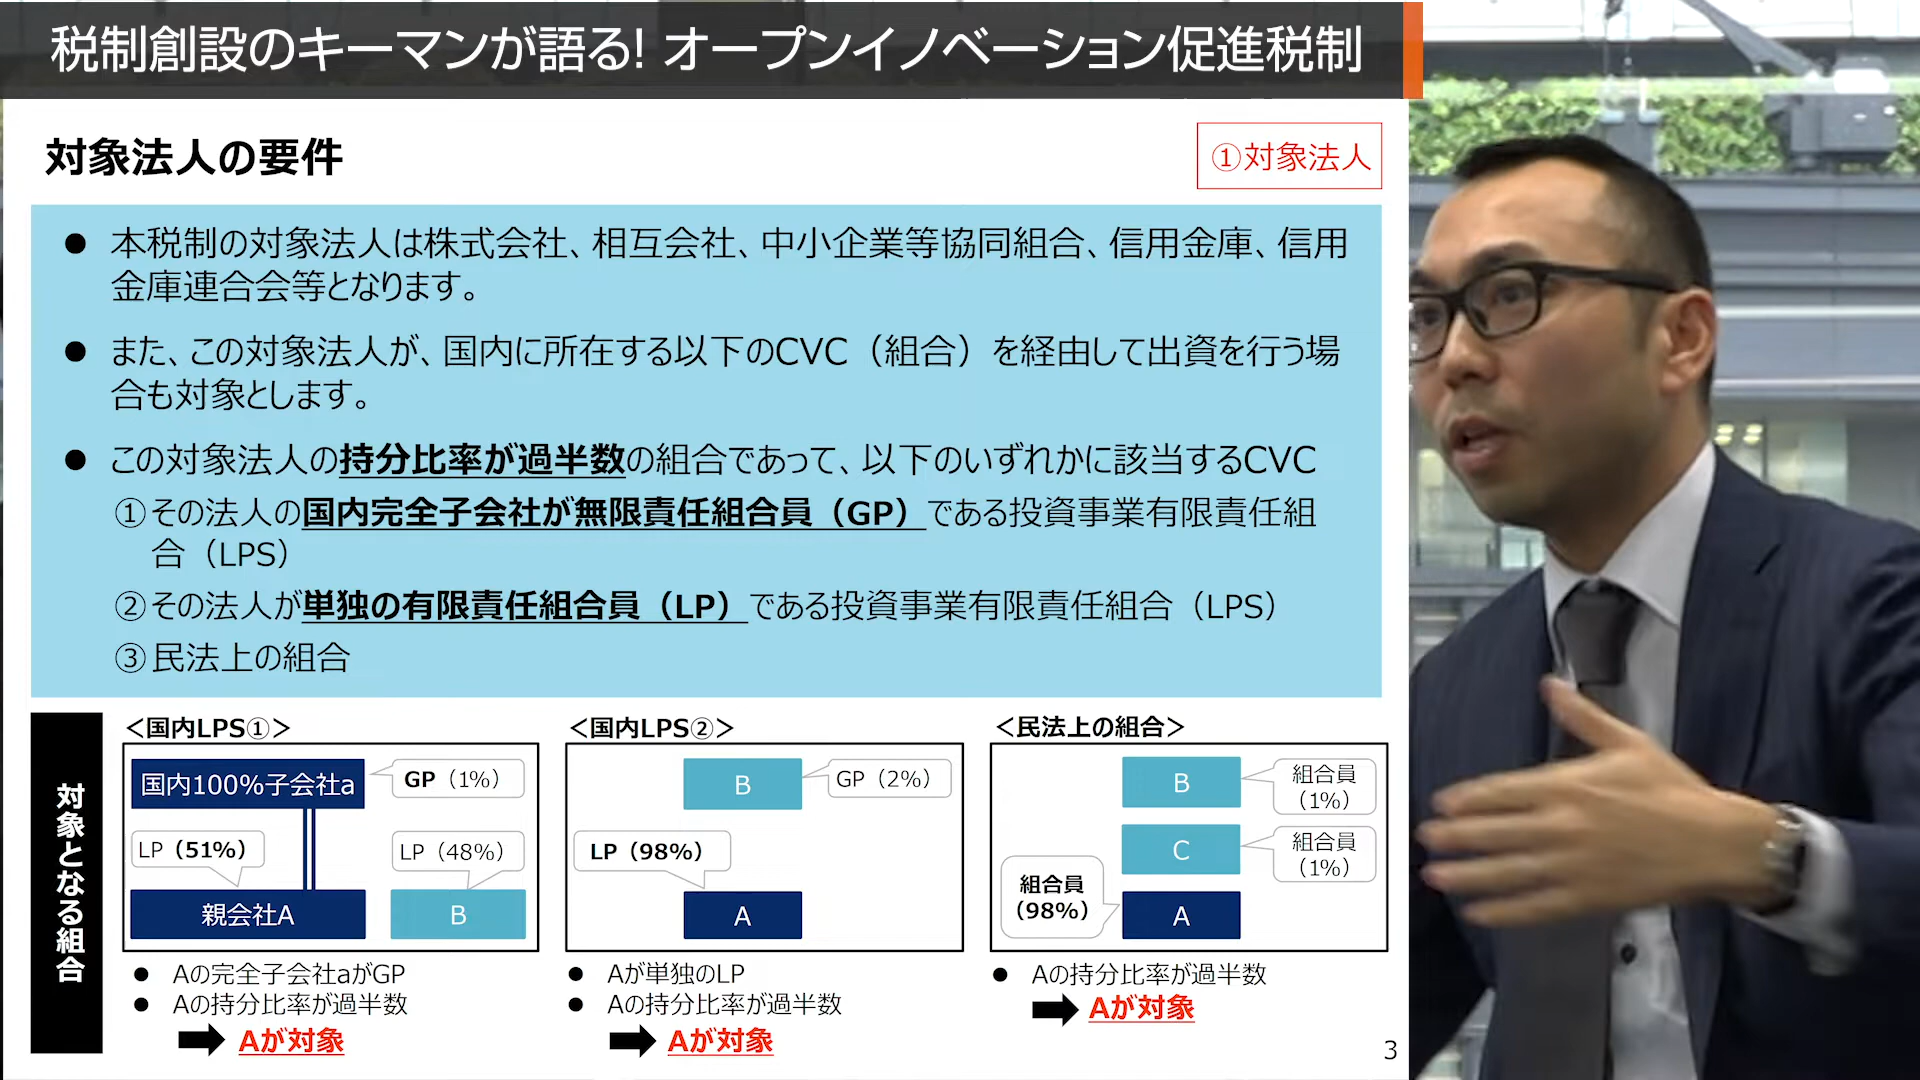 税制創設のキーマンが語る! オープンイノベーション促進税制
対象法人の要件
①対象法人
● 本税制の対象法人は株式会社、相互会社、中小企業等協同組合、信用金庫、信用
金庫連合会等となります。
● また、この対象法人が、国内に所在する以下のCVC（組合）を経由して出資を行う場
合も対象とします。
● この対象法人の持分比率が過半数の組合であって、以下のいずれかに該当するCVC
①その法人の国内完全子会社が無限責任組合員（GP）である投資事業有限責任組
合（LPS）
②その法人が単独の有限責任組合員（LP）である投資事業有限責任組合（LPS）
③民法上の組合
対象となる組合
＜国内LPS①＞
国内100%子会社a
GP（1%）
LP（51%）
LP（48%）
親会社A
B
● Aの完全子会社aがGP
● Aの持分比率が過半数
Aが対象
＜国内LPS②＞
B
GP（2%）
LP（98%）
A
● Aが単独のLP
● Aの持分比率が過半数
Aが対象
＜民法上の組合＞
B
組合員
（1%）
C
組合員
（1%）
組合員
（98%）
A
● Aの持分比率が過半数
Aが対象
3